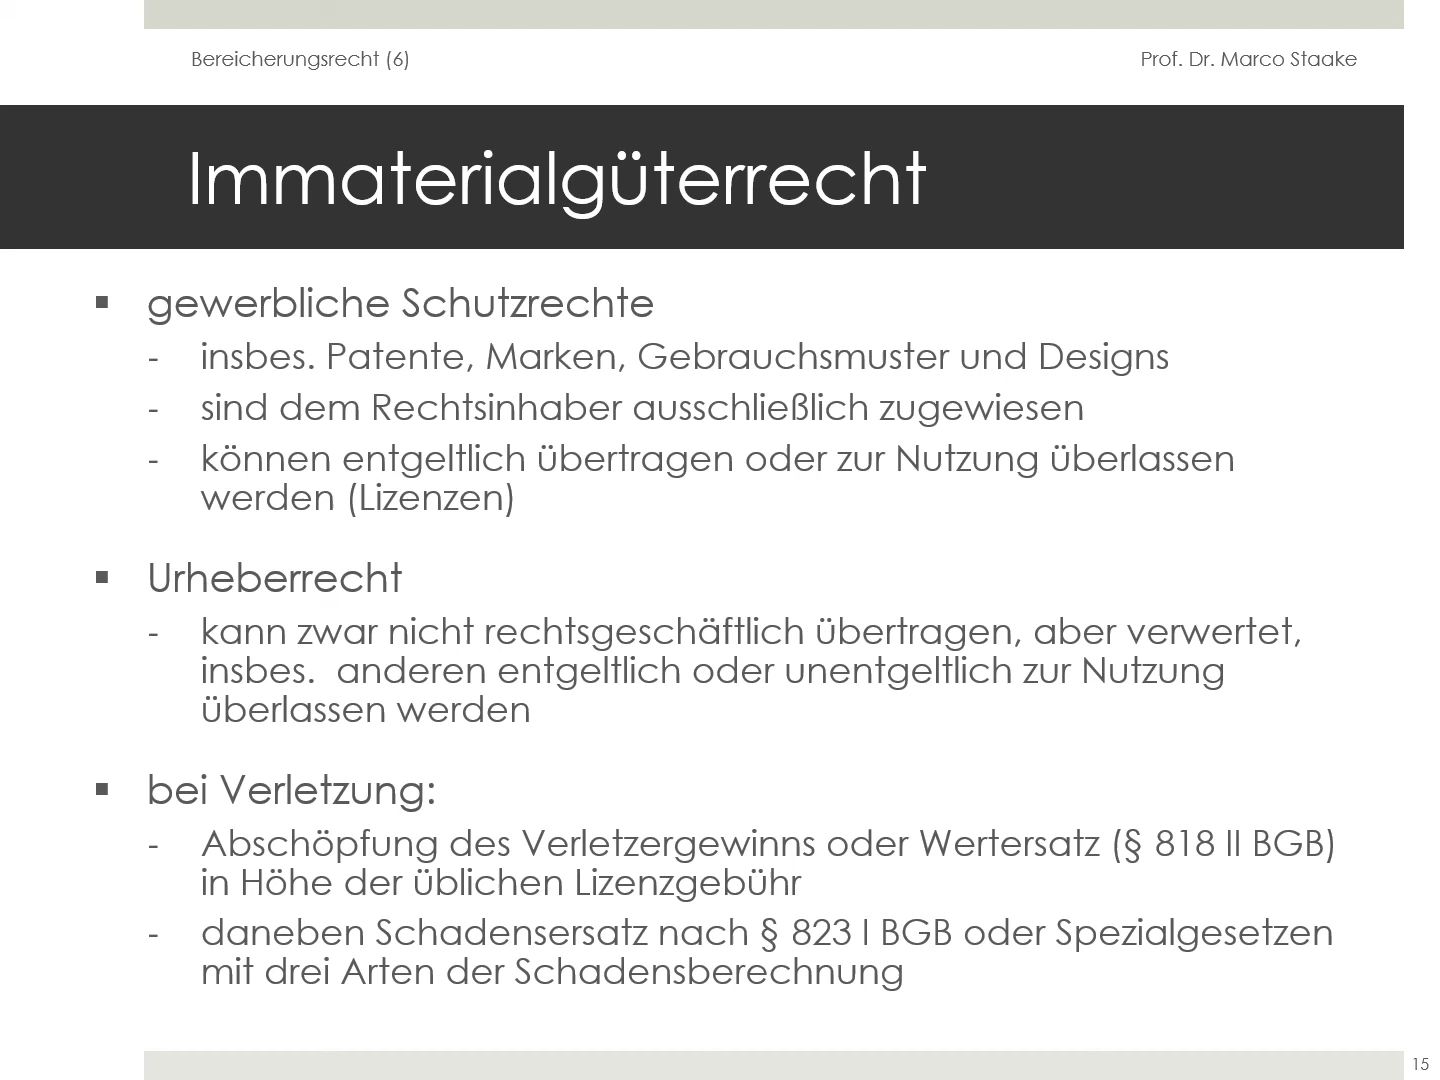 Bereicherungsrecht (6)
Prof. Dr. Marco Staake
Immaterialgüterrecht
▪ gewerbliche Schutzrechte
- insbes. Patente, Marken, Gebrauchsmuster und Designs
- sind dem Rechtsinhaber ausschließlich zugewiesen
- können entgeltlich übertragen oder zur Nutzung überlassen
werden (Lizenzen)
▪ Urheberrecht
- kann zwar nicht rechtsgeschäftlich übertragen, aber verwertet,
insbes. anderen entgeltlich oder unentgeltlich zur Nutzung
überlassen werden
▪ bei Verletzung:
- Abschöpfung des Verletzergewinns oder Wertersatz (§ 818 II BGB)
in Höhe der üblichen Lizenzgebühr
- daneben Schadensersatz nach § 823 I BGB oder Spezialgesetzen
mit drei Arten der Schadensberechnung
15